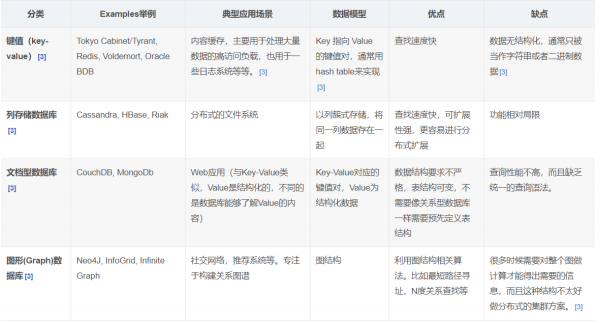 分类 Examples举例 典型应用场景 数据模型 优点 缺点
键值（key-value）[3]
Tokyo Cabinet/Tyrant, Redis, Voldemort, Oracle BDB
内容缓存，主要用于处理大量数据的高访问负载，也用于一些日志系统等等。[3]
Key 指向 Value 的键值对，通常用hash table来实现[3]
查找速度快
数据无结构化，通常只被当作字符串或者二进制数据[3]
列存储数据库[3]
Cassandra, HBase, Riak
分布式的文件系统
以列簇式存储，将同一列数据存在一起
查找速度快，可扩展性强，更容易进行分布式扩展
功能相对局限
文档型数据库[3]
CouchDB, MongoDb
Web应用（与Key-Value类似，Value是结构化的，不同的是数据库能够了解Value的内容）
Key-Value对应的键值对，Value为结构化数据
数据结构要求不严格，表结构可变，不需要像关系型数据库一样需要预先定义表结构
查询性能不高，而且缺乏统一的查询语法。
图形(Graph)数据库[3]
Neo4J, InfoGrid, Infinite Graph
社交网络，推荐系统等。专注于构建关系图谱
图结构
利用图结构相关算法。比如最短路径寻址，N度关系查找等
很多时候需要对整个图做计算才能得出需要的信息，而且这种结构不太好做分布式的集群方案。[3]